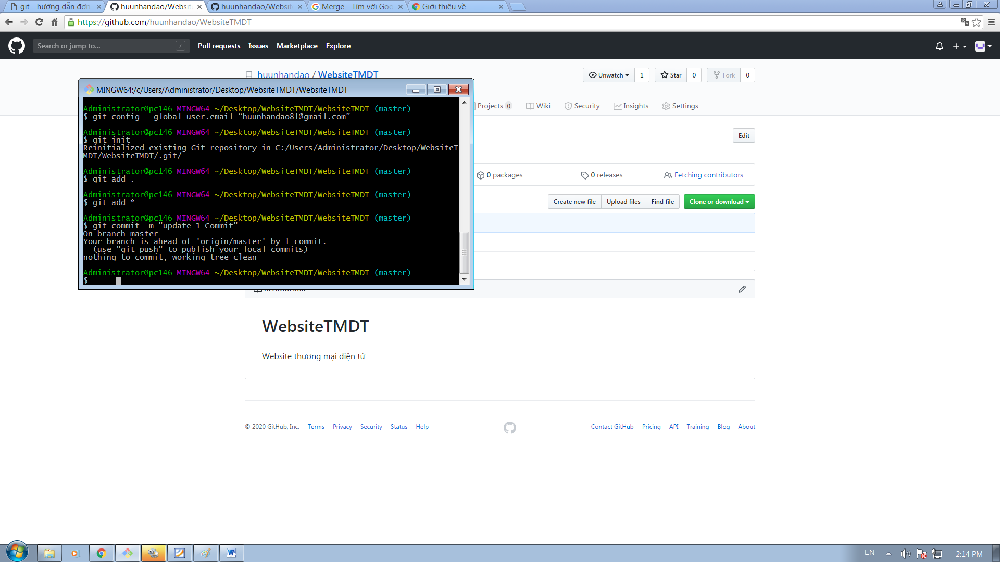 git - hướng dẫn đơn
huunhandao/Website
huunhandao/Websit
Merge - Tìm với Goo
Giới thiệu về
https://github.com/huunhandao/WebsiteTMDT
Search or jump to...
/
Pull requests
Issues
Marketplace
Explore
huunhandao / WebsiteTMDT
Unwatch 1
Star 0
Fork 0
Projects 0
Wiki
Security
Insights
Settings
Edit
0 packages
0 releases
Fetching contributors
Create new file
Upload files
Find file
Clone or download
MINGW64:/c/Users/Administrator/Desktop/WebsiteTMDT/WebsiteTMDT
Administrator@pc146 MINGW64 ~/Desktop/WebsiteTMDT/WebsiteTMDT (master)
$ git config --global user.email “huunhandao81@gmail.com”
Administrator@pc146 MINGW64 ~/Desktop/WebsiteTMDT/WebsiteTMDT (master)
$ git init
Reinitialized existing Git repository in C:/Users/Administrator/Desktop/WebsiteT
MDT/WebsiteTMDT/.git/
Administrator@pc146 MINGW64 ~/Desktop/WebsiteTMDT/WebsiteTMDT (master)
$ git add .
Administrator@pc146 MINGW64 ~/Desktop/WebsiteTMDT/WebsiteTMDT (master)
$ git add *
Administrator@pc146 MINGW64 ~/Desktop/WebsiteTMDT/WebsiteTMDT (master)
$ git commit -m "update 1 Commit"
On branch master
Your branch is ahead of 'origin/master' by 1 commit.
(use "git push" to publish your local commits)
nothing to commit, working tree clean
Administrator@pc146 MINGW64 ~/Desktop/WebsiteTMDT/WebsiteTMDT (master)
$
README.md
WebsiteTMDT
Website thương mại điện tử
© 2020 GitHub, Inc.
Terms
Privacy
Security
Status
Help
Contact GitHub
Pricing
API
Training
Blog
About
EN
2:14 PM